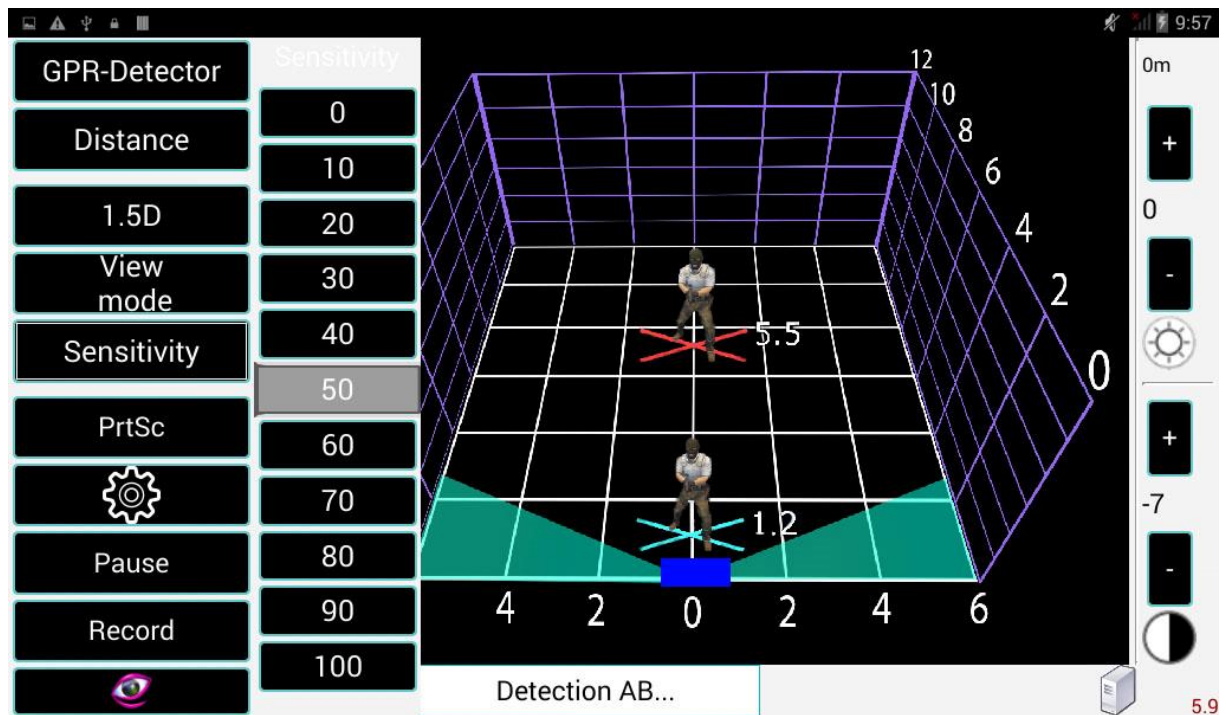 9:57
GPR-Detector
Distance
1.5D
View
mode
Sensitivity
PrtSc
Pause
Record
Sensitivity
0
10
20
30
40
50
60
70
80
90
100
12
10
8
6
4
2
0
5.5
1.2
4 2 0 2 4 6
Detection AB...
0m
+
0
-
+
-7
-
5.9